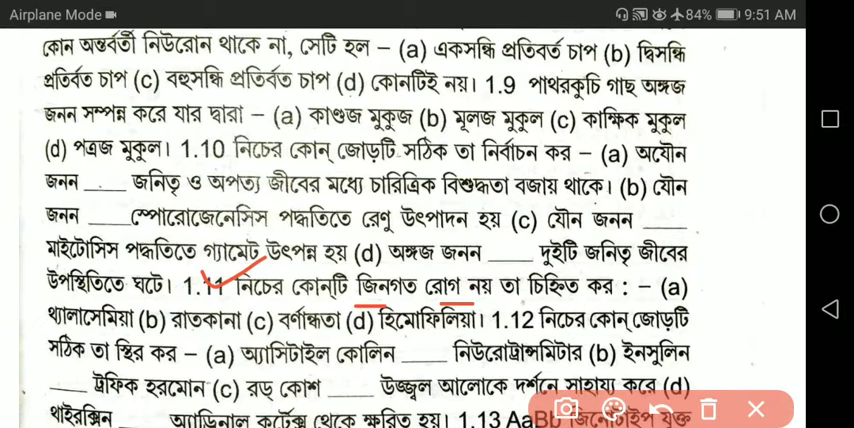 Airplane Mode 84% 9:51 AM
কোন অন্তর্বর্তী নিউরোন থাকে না, সেটি হল – (a) একসন্ধি প্রতিবর্ত চাপ (b) দ্বিসন্ধি
প্রতিবর্ত চাপ (c) বহুসন্ধি প্রতিবর্ত চাপ (d) কোনটিই নয়। 1.9 পাথরকুচি গাছ অঙ্গজ
জনন সম্পন্ন করে যার দ্বারা – (a) কাণ্ডজ মুকুজ (b) মূলজ মুকুল (c) কাক্ষিক মুকুল
(d) পত্রজ মুকুল। 1.10 নিচের কোন্ জোড়টি সঠিক তা নির্বাচন কর – (a) অযৌন
জনন ____ জনিতৃ ও অপত্য জীবের মধ্যে চারিত্রিক বিশুদ্ধতা বজায় থাকে। (b) যৌন
জনন ____ স্পোরোজেনেসিস পদ্ধতিতে রেণু উৎপাদন হয় (c) যৌন জনন ____
মাইটোসিস পদ্ধতিতে গ্যামেট উৎপন্ন হয় (d) অঙ্গজ জনন ____ দুইটি জনিতৃ জীবের
উপস্থিতিতে ঘটে। 1.11 নিচের কোন্‌টি জিনগত রোগ নয় তা চিহ্নিত কর : – (a)
থ্যালাসেমিয়া (b) রাতকানা (c) বর্ণান্ধতা (d) হিমোফিলিয়া। 1.12 নিচের কোন্ জোড়টি
সঠিক তা স্থির কর – (a) অ্যাসিটাইল কোলিন ____ নিউরোট্রান্সমিটার (b) ইনসুলিন
____ ট্রফিক হরমোন (c) রড্ কোশ ____ উজ্জ্বল আলোকে দর্শনে সাহায্য করে (d)
থাইরক্সিন ____ অ্যাড্রিনাল কর্টেক্স থেকে ক্ষরিত হয়। 1.13 AaBb জিনোটাইপ যুক্ত